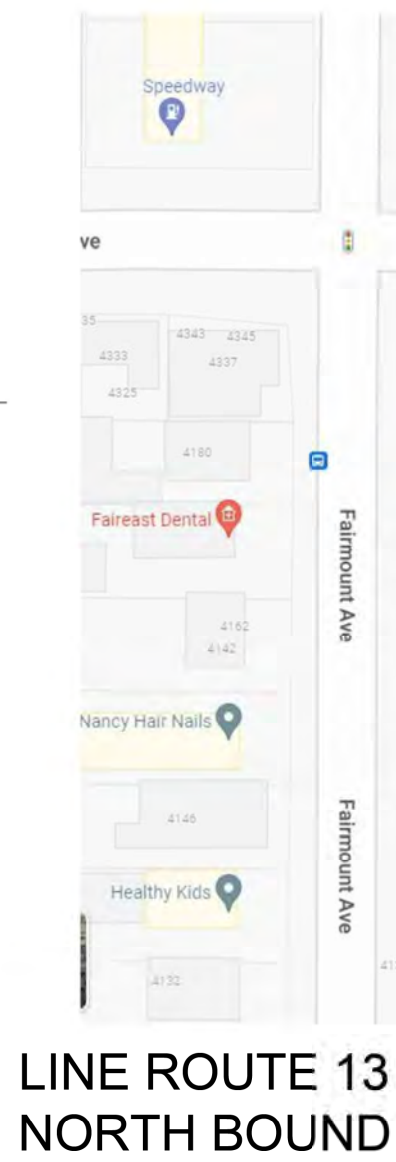 Speedway
ve
35
4343 4345
4333
4337
4325
4180
Faireast Dental
Fairmount Ave
4162
4142
Nancy Hair Nails
4146
Fairmount Ave
Healthy Kids
4132
LINE ROUTE 13
NORTH BOUND